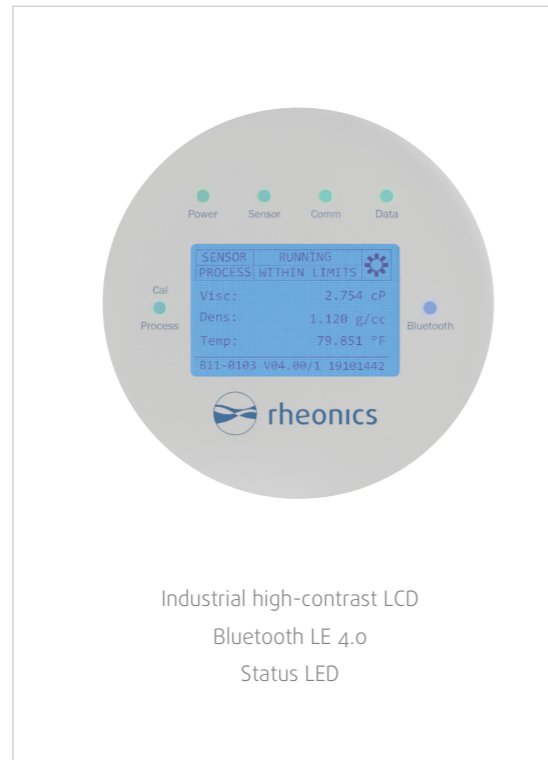 Power Sensor Comm Data
SENSOR RUNNING
PROCESS WITHIN LIMITS
Visc: 2.754 cP
Dens: 1.120 g/cc
Temp: 79.851 °F
B11-0103 V04.00/1 19101442
Cal
Process
Bluetooth
rheonics
Industrial high-contrast LCD
Bluetooth LE 4.0
Status LED